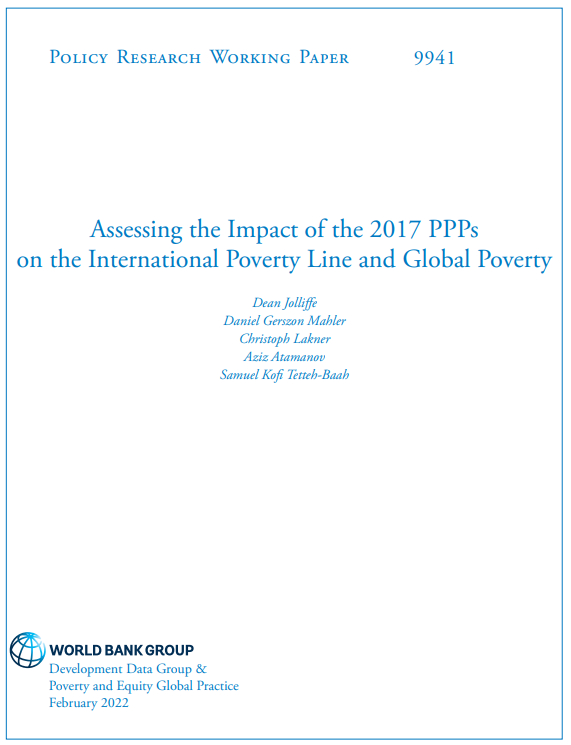 Policy Research Working Paper 9941
Assessing the Impact of the 2017 PPPs
on the International Poverty Line and Global Poverty
Dean Jolliffe
Daniel Gerszon Mahler
Christoph Lakner
Aziz Atamanov
Samuel Kofi Tetteh-Baah
WORLD BANK GROUP
Development Data Group &
Poverty and Equity Global Practice
February 2022